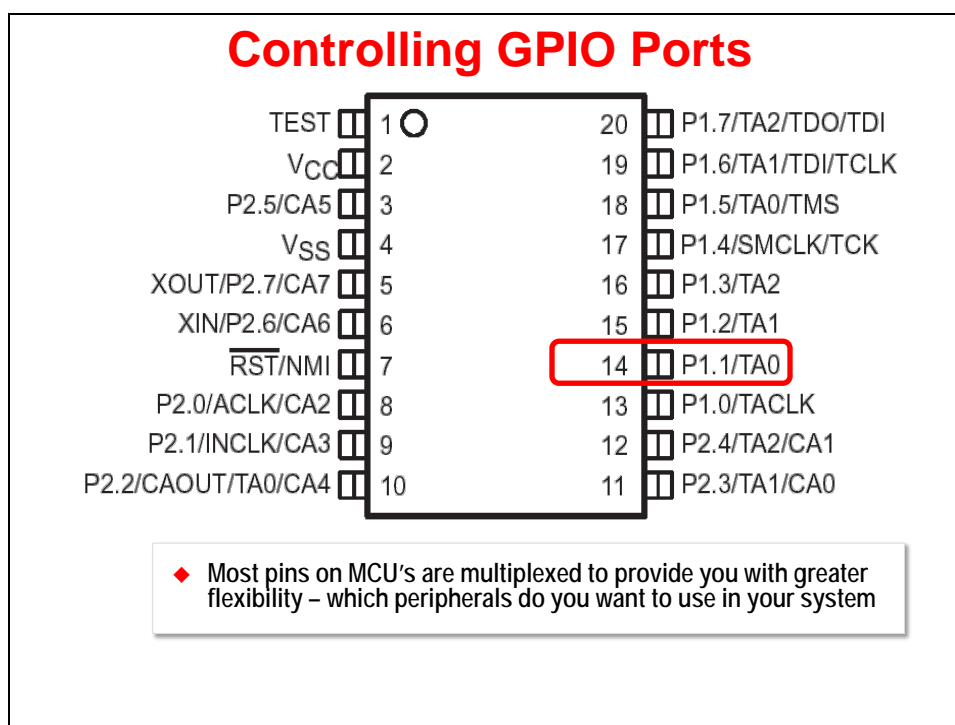 Controlling GPIO Ports
TEST 1 20 P1.7/TA2/TDO/TDI
VCC 2 19 P1.6/TA1/TDI/TCLK
P2.5/CA5 3 18 P1.5/TA0/TMS
VSS 4 17 P1.4/SMCLK/TCK
XOUT/P2.7/CA7 5 16 P1.3/TA2
XIN/P2.6/CA6 6 15 P1.2/TA1
RST/NMI 7 14 P1.1/TA0
P2.0/ACLK/CA2 8 13 P1.0/TACLK
P2.1/INCLK/CA3 9 12 P2.4/TA2/CA1
P2.2/CAOUT/TA0/CA4 10 11 P2.3/TA1/CA0
◆ Most pins on MCU's are multiplexed to provide you with greater
flexibility – which peripherals do you want to use in your system